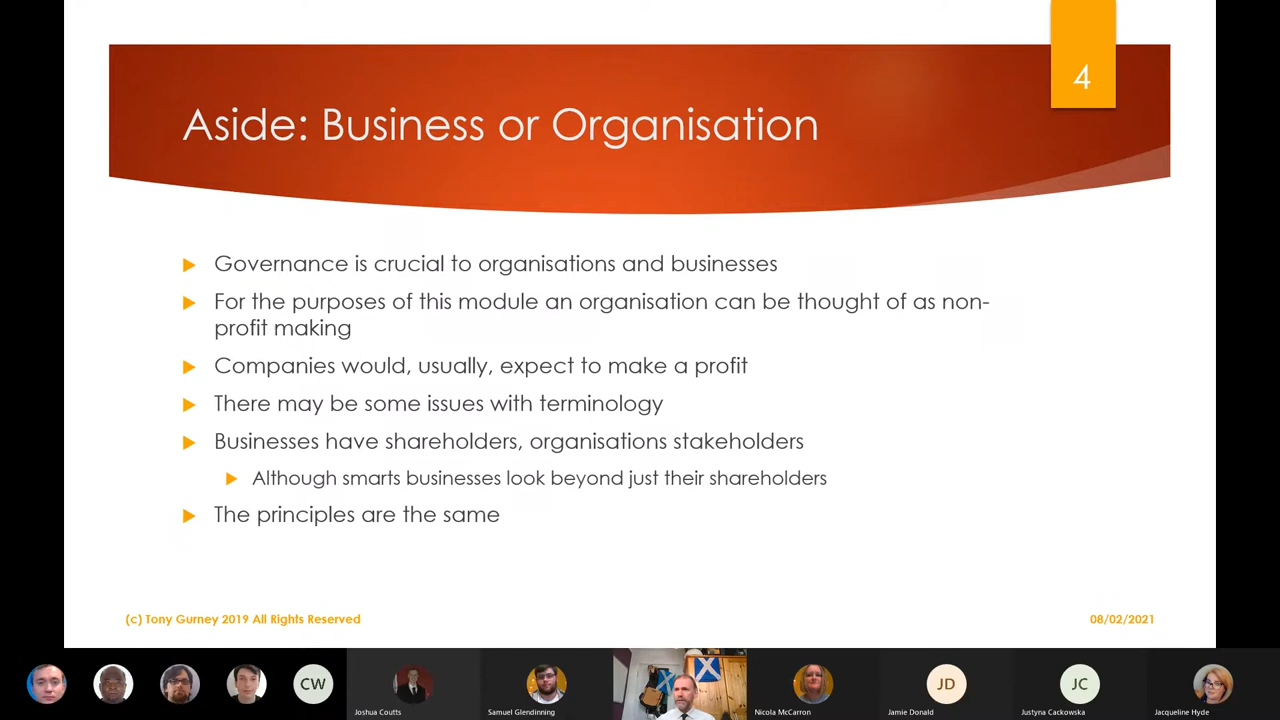 4
Aside: Business or Organisation
Governance is crucial to organisations and businesses
For the purposes of this module an organisation can be thought of as non-
profit making
Companies would, usually, expect to make a profit
There may be some issues with terminology
Businesses have shareholders, organisations stakeholders
Although smarts businesses look beyond just their shareholders
The principles are the same
(c) Tony Gurney 2019 All Rights Reserved
08/02/2021
CW
JD
JC
Joshua Coutts
Samuel Glendinning
Nicola McCarron
Jamie Donald
Justyna Cackowska
Jacqueline Hyde